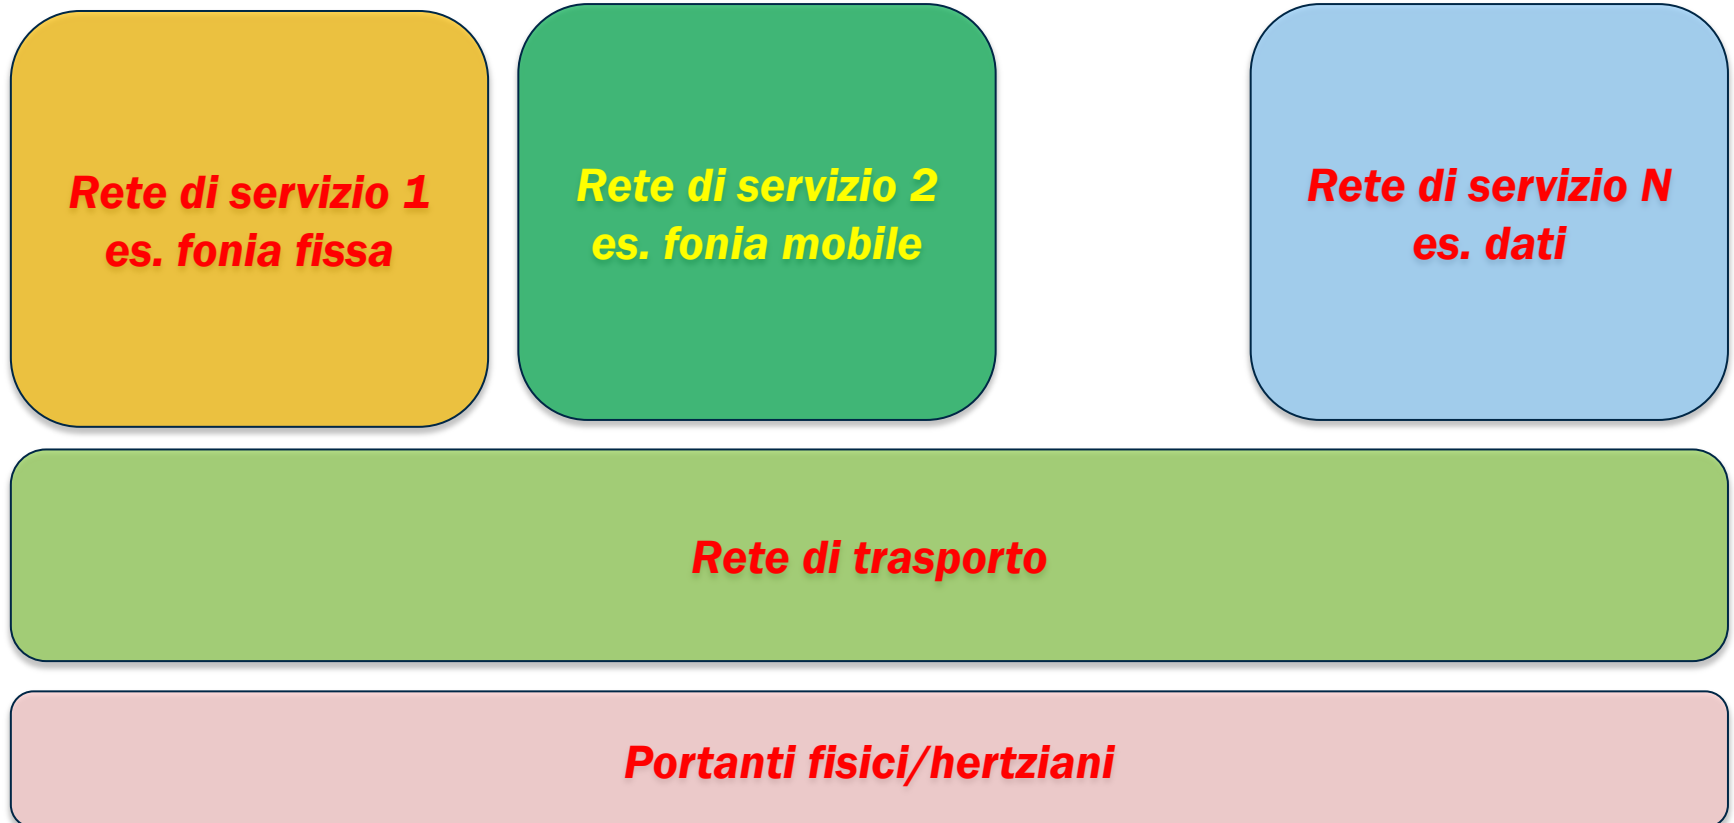 Rete di servizio 1
es. fonia fissa
Rete di servizio 2
es. fonia mobile
Rete di servizio N
es. dati
Rete di trasporto
Portanti fisici/hertziani